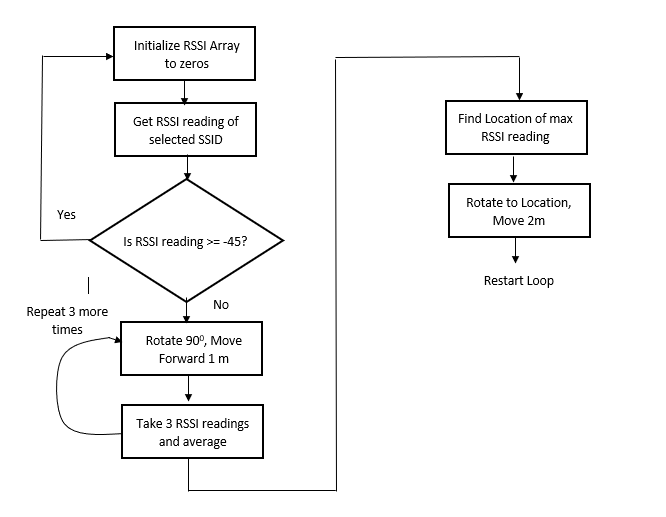 Initialize RSSI Array
to zeros
Get RSSI reading of
selected SSID
Yes
Is RSSI reading >= -45?
No
Repeat 3 more
times
Rotate 90⁰, Move
Forward 1 m
Take 3 RSSI readings
and average
Find Location of max
RSSI reading
Rotate to Location,
Move 2m
Restart Loop